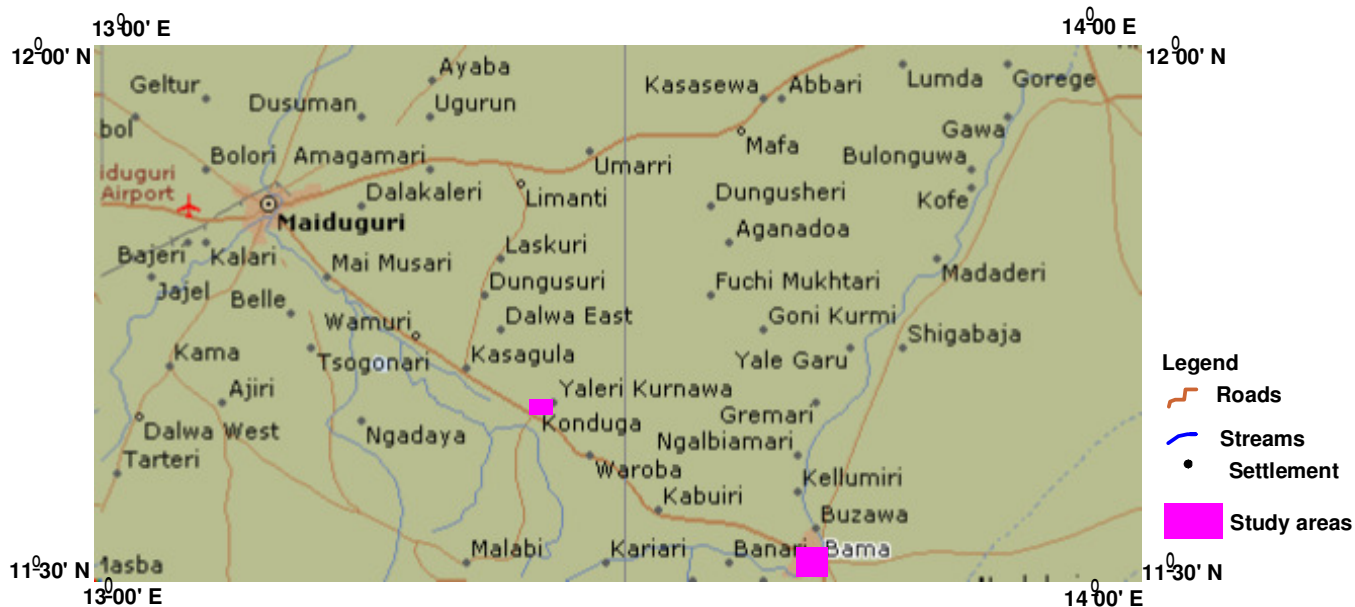 13⁰00' E
14⁰00 E
12⁰00' N
12⁰00' N
Ayaba
Geltur
Kasasewa
Abbari
Lumda
Gorege
Dusuman
Ugurun
bol
Mafa
Gawa
Bolori
Amagamari
Umarri
Bulonguwa
iduguri
Airport
Dalakaleri
Limanti
Dungusheri
Kofe
Maiduguri
Aganadoa
Bajeri
Kalari
Mai Musari
Laskuri
Madaderi
Jajel
Belle
Dungusuri
Fuchi Mukhtari
Wamuri
Dalwa East
Goni Kurmi
Shigabaja
Kama
Tsogonari
Kasagula
Yale Garu
Legend
Ajiri
Yaleri Kurnawa
Roads
Dalwa West
Ngadaya
Konduga
Gremari
Streams
Tarteri
Waroba
Ngalbiamari
Settlement
Kabuiri
Kellumiri
Buzawa
Study areas
Masba
Malabi
Kariari
Banari
Bama
11⁰30' N
11⁰30' N
13⁰00' E
14⁰00' E